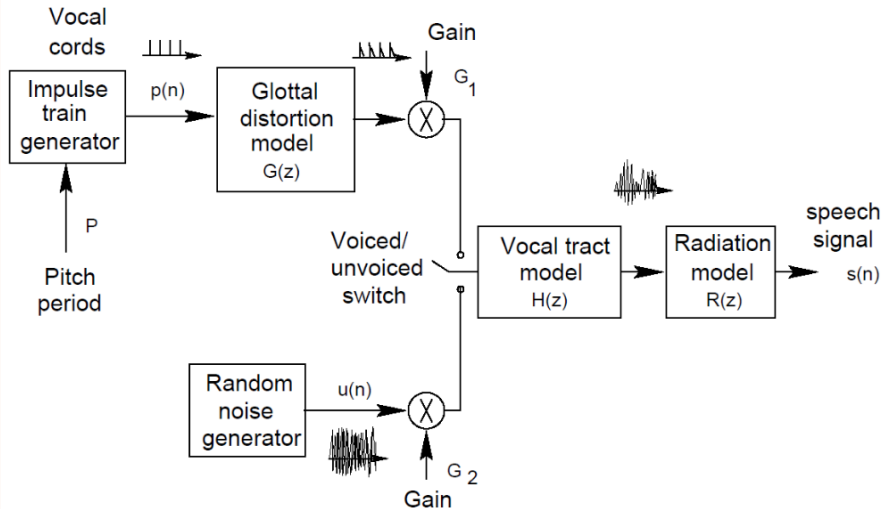 Vocal
cords
Impulse
train
generator
p(n)
Glottal
distortion
model
G(z)
Gain
G1
X
P
Pitch
period
Voiced/
unvoiced
switch
Vocal tract
model
H(z)
Radiation
model
R(z)
speech
signal
s(n)
Random
noise
generator
u(n)
X
G 2
Gain